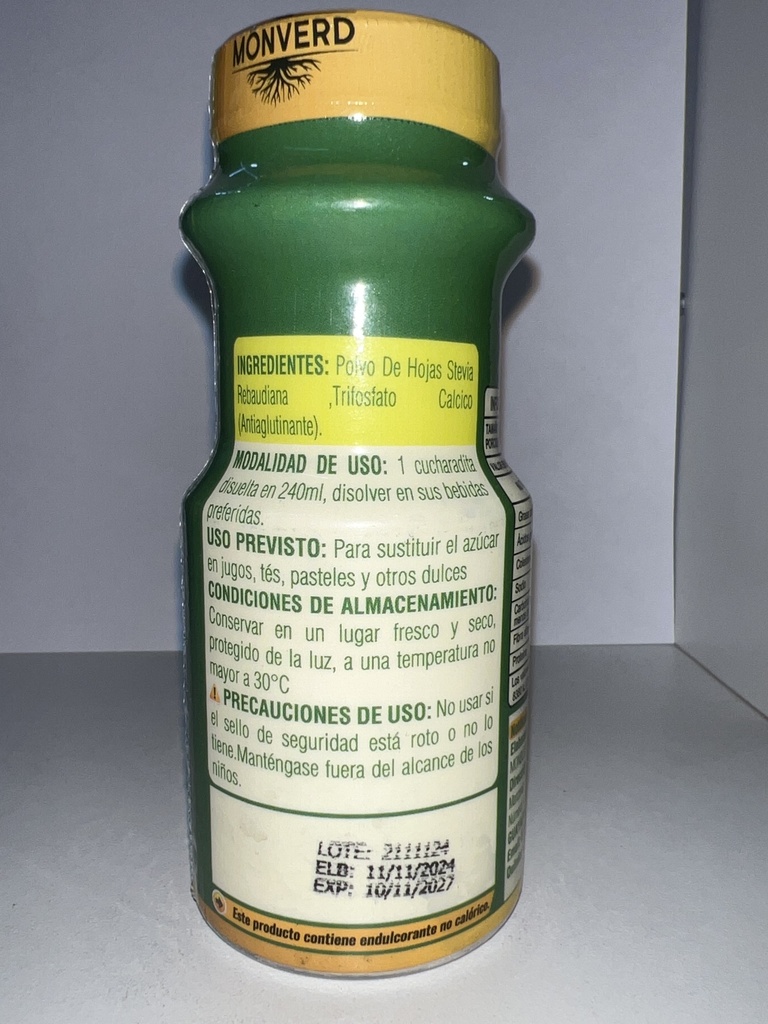 MONVERD
INGREDIENTES: Polvo De Hojas Stevia
Rebaudiana ,Trifosfato Calcico
(Antiaglutinante).
MODALIDAD DE USO: 1 cucharadita
disuelta en 240ml, disolver en sus bebidas
preferidas.
USO PREVISTO: Para sustituir el azúcar
en jugos, tés, pasteles y otros dulces
CONDICIONES DE ALMACENAMIENTO:
Conservar en un lugar fresco y seco,
protegido de la luz, a una temperatura no
mayor a 30°C
PRECAUCIONES DE USO: No usar si
el sello de seguridad está roto o no lo
tiene.Manténgase fuera del alcance de los
niños.
LOTE: 2111124
ELB: 11/11/2024
EXP: 10/11/2027
Este producto contiene endulcorante no calórico.